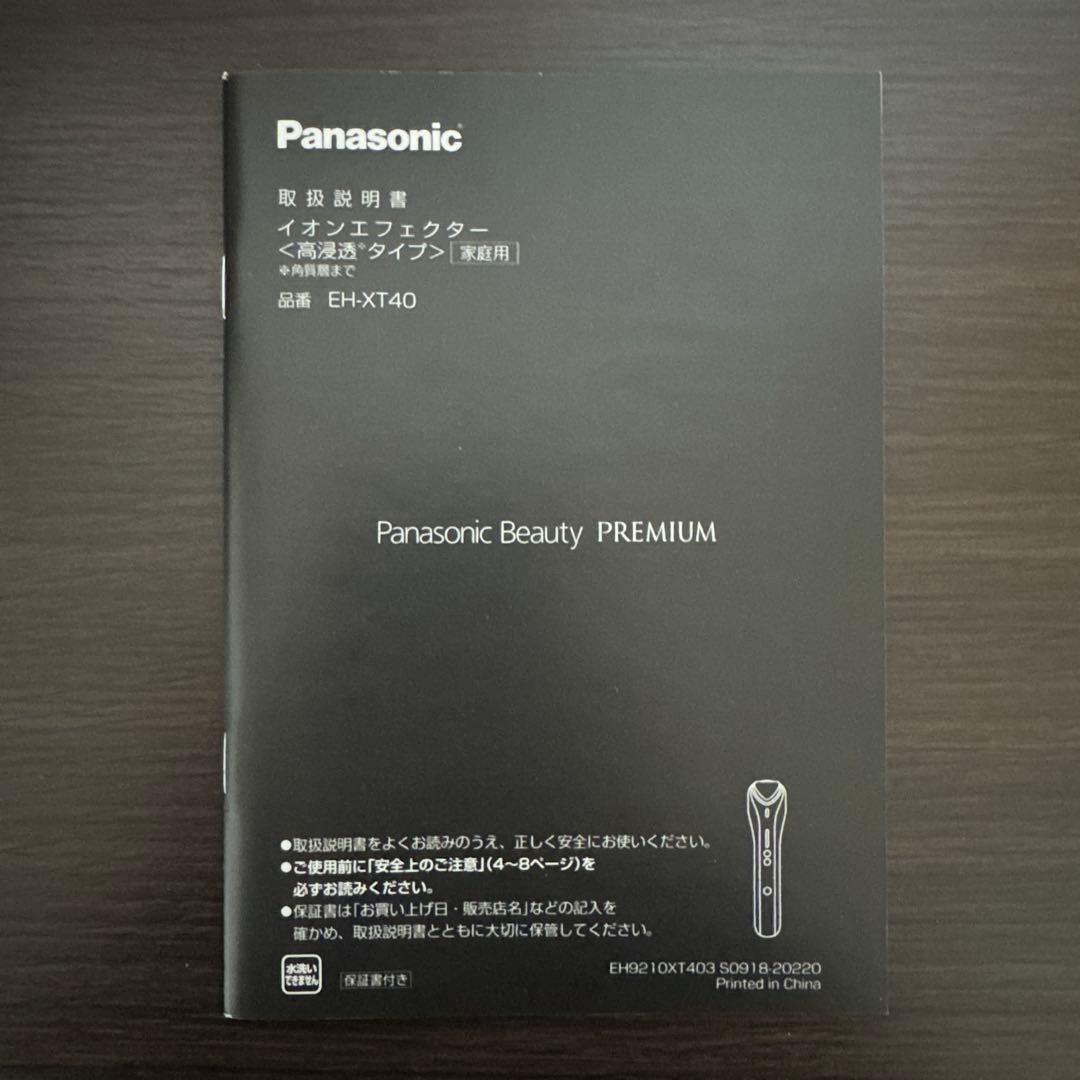 Panasonic
取扱説明書
イオンエフェクター
<高浸透※タイプ> 家庭用
※角質層まで
品番 EH-XT40
Panasonic Beauty PREMIUM
●取扱説明書をよくお読みのうえ、正しく安全にお使いください。
●ご使用前に「安全上のご注意」(4～8ページ)を
必ずお読みください。
●保証書は「お買い上げ日・販売店名」などの記入を
確かめ、取扱説明書とともに大切に保管してください。
水洗い
できません
保証書付き
EH9210XT403 S0918-20220
Printed in China